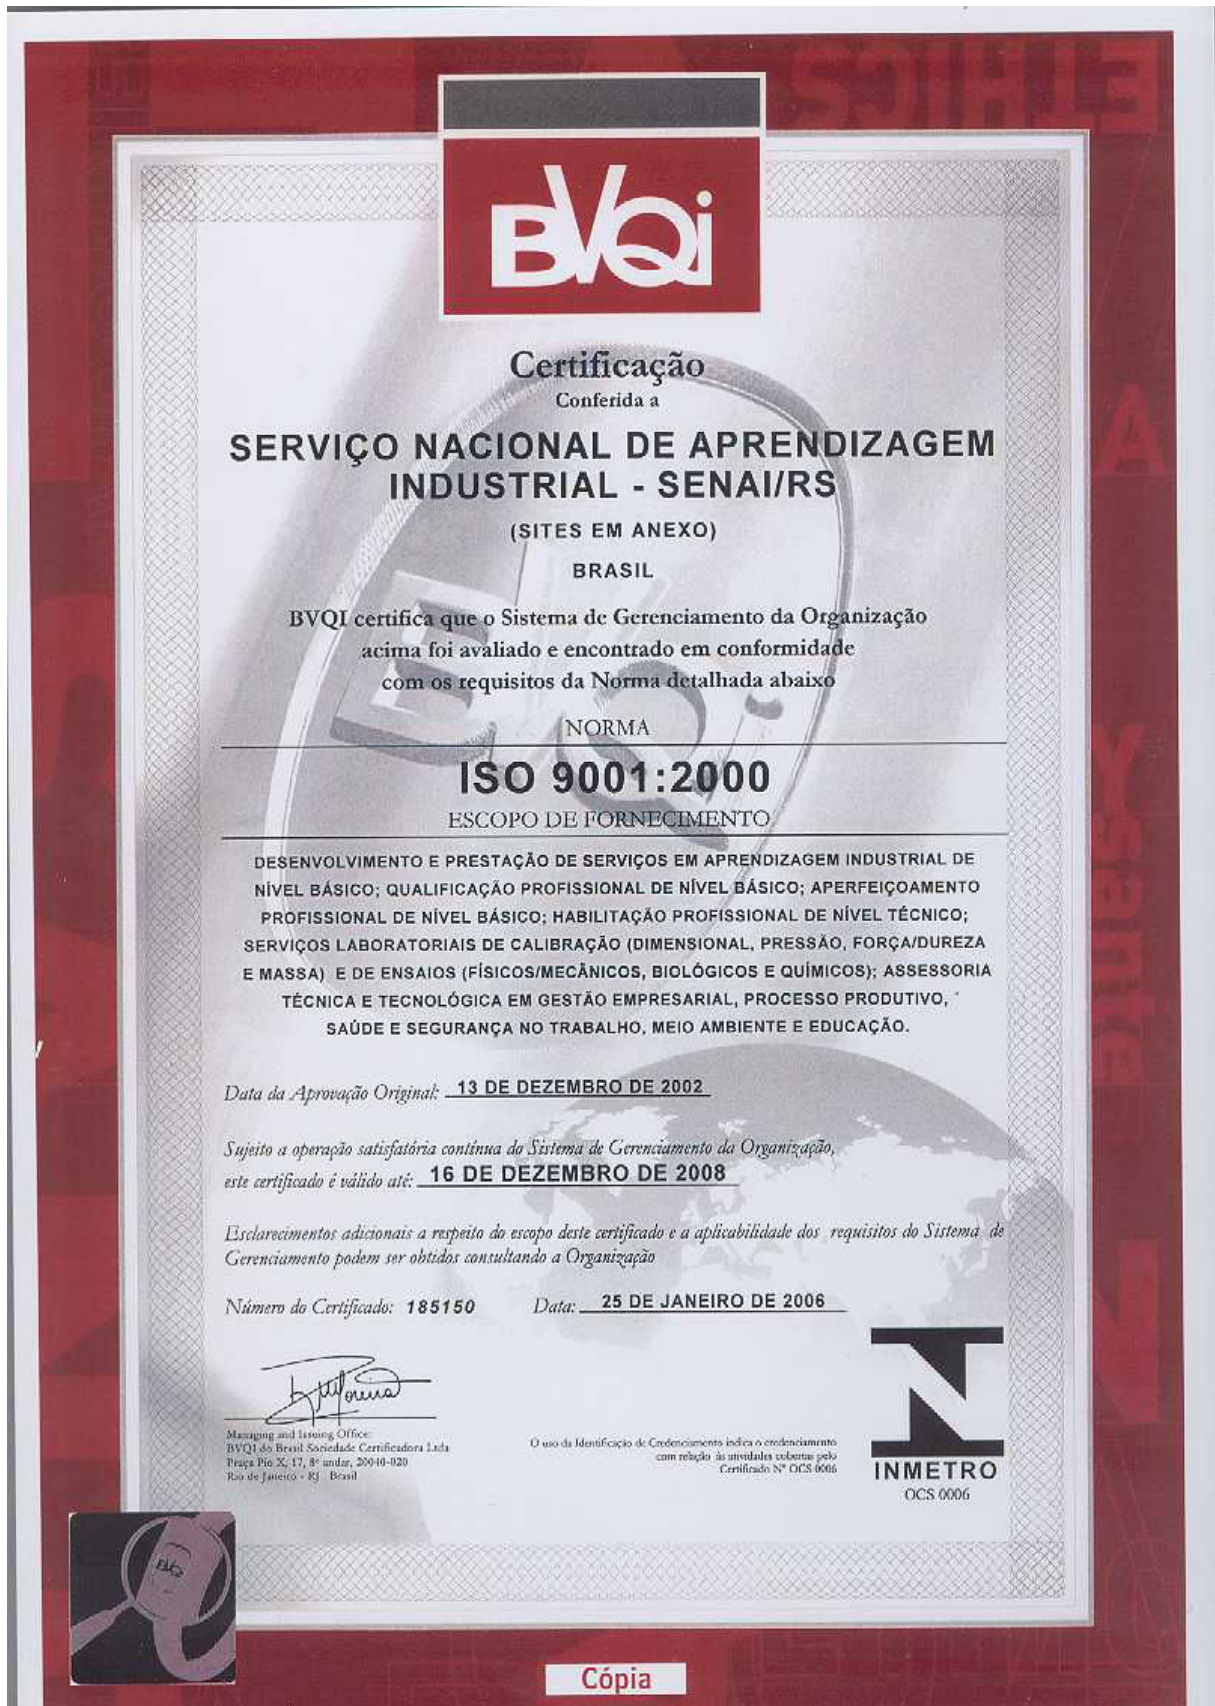 BVQi
Certificação
Conferida a
SERVIÇO NACIONAL DE APRENDIZAGEM
INDUSTRIAL - SENAI/RS
(SITES EM ANEXO)
BRASIL
BVQI certifica que o Sistema de Gerenciamento da Organização
acima foi avaliado e encontrado em conformidade
com os requisitos da Norma detalhada abaixo
NORMA
ISO 9001:2000
ESCOPO DE FORNECIMENTO
DESENVOLVIMENTO E PRESTAÇÃO DE SERVIÇOS EM APRENDIZAGEM INDUSTRIAL DE
NÍVEL BÁSICO; QUALIFICAÇÃO PROFISSIONAL DE NÍVEL BÁSICO; APERFEIÇOAMENTO
PROFISSIONAL DE NÍVEL BÁSICO; HABILITAÇÃO PROFISSIONAL DE NÍVEL TÉCNICO;
SERVIÇOS LABORATORIAIS DE CALIBRAÇÃO (DIMENSIONAL, PRESSÃO, FORÇA/DUREZA
E MASSA) E DE ENSAIOS (FÍSICOS/MECÂNICOS, BIOLÓGICOS E QUÍMICOS); ASSESSORIA
TÉCNICA E TECNOLÓGICA EM GESTÃO EMPRESARIAL, PROCESSO PRODUTIVO,
SAÚDE E SEGURANÇA NO TRABALHO, MEIO AMBIENTE E EDUCAÇÃO.
Data da Aprovação Original: 13 DE DEZEMBRO DE 2002
Sujeito a operação satisfatória contínua do Sistema de Gerenciamento da Organização,
este certificado é válido até: 16 DE DEZEMBRO DE 2008
Esclarecimentos adicionais a respeito do escopo deste certificado e a aplicabilidade dos requisitos do Sistema de
Gerenciamento podem ser obtidos consultando a Organização
Número do Certificado: 185150 Data: 25 DE JANEIRO DE 2006
Managing and Issuing Office:
BVQI do Brasil Sociedade Certificadora Ltda
Praça Pio X, 17, 8º andar, 20040-020
Rio de Janeiro - RJ Brasil
O uso da Identificação de Credenciamento indica o credenciamento
com relação às atividades cobertas pelo
Certificado Nº OCS 0006
INMETRO
OCS 0006
BVQi
Cópia